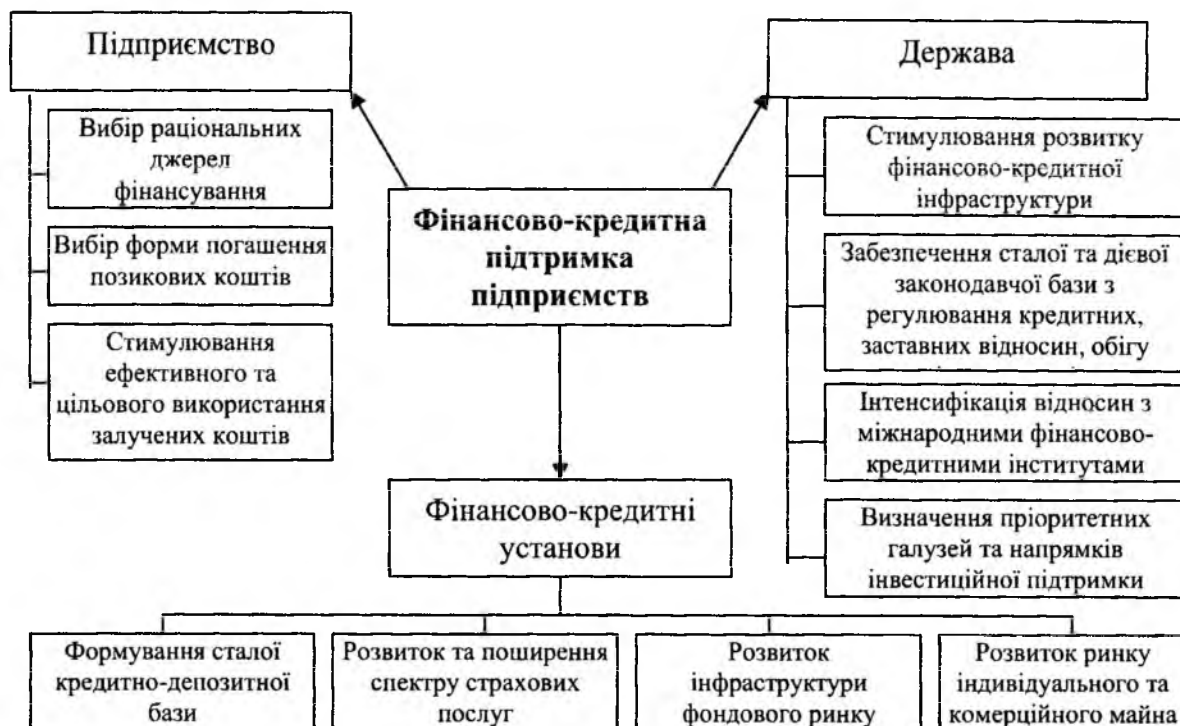 Підприємство
Вибір раціональних
джерел
фінансування
Вибір форми погашення
позикових коштів
Стимулювання
ефективного та
цільового використання
залучених коштів
Фінансово-кредитна
підтримка
підприємств
Держава
Стимулювання розвитку
фінансово-кредитної
інфраструктури
Забезпечення сталої та дієвої
законодавчої бази з
регулювання кредитних,
заставних відносин, обігу
Інтенсифікація відносин з
міжнародними фінансово-
кредитними інститутами
Визначення пріоритетних
галузей та напрямків
інвестиційної підтримки
Фінансово-кредитні
установи
Формування сталої
кредитно-депозитної
бази
Розвиток та поширення
спектру страхових
послуг
Розвиток
інфраструктури
фондового ринку
Розвиток ринку
індивідуального та
комерційного майна